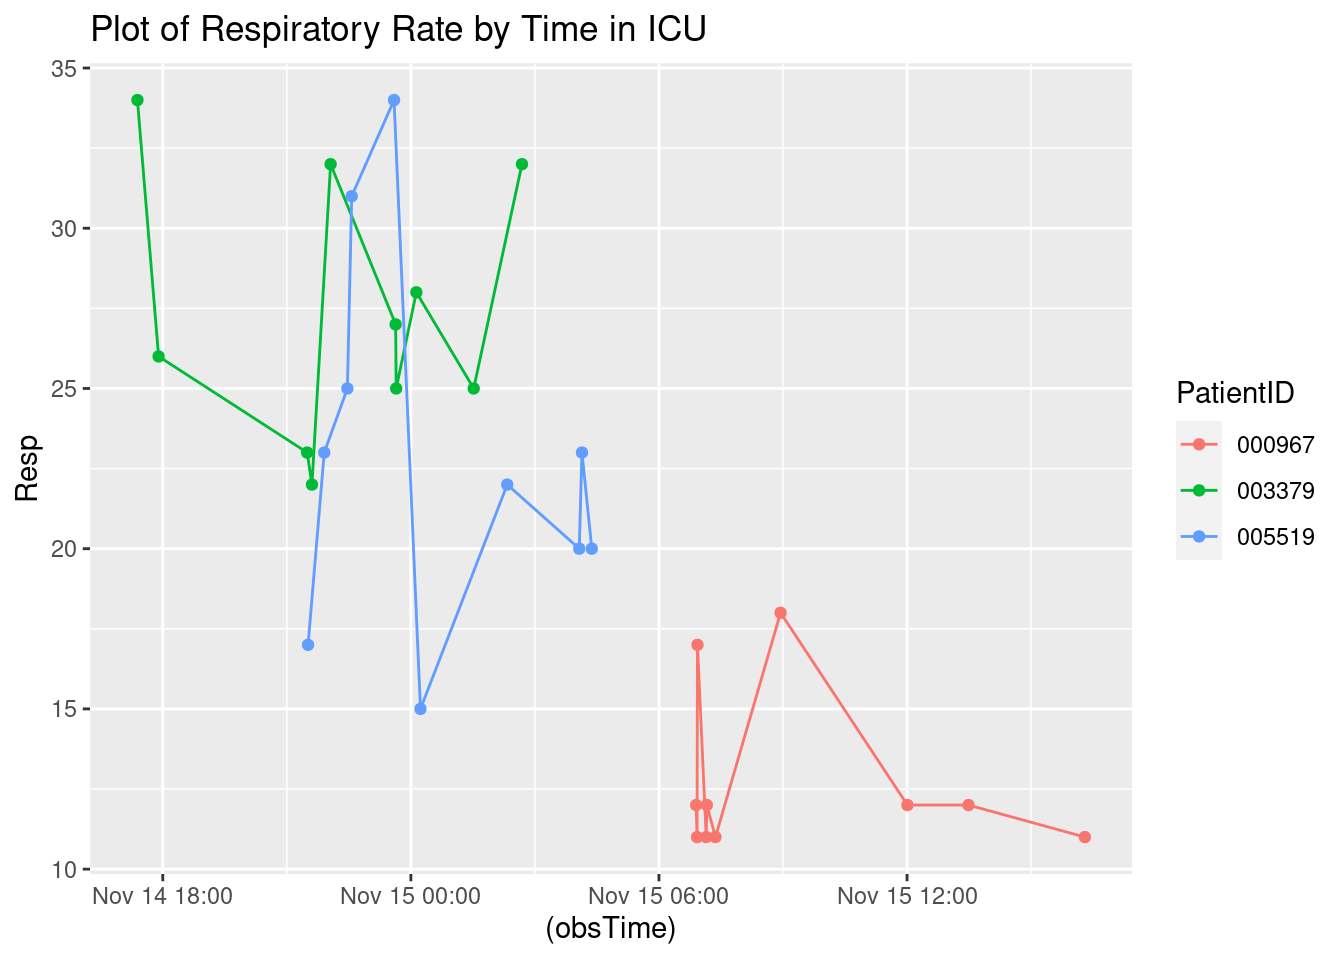 Plot of Respiratory Rate by Time in ICU
35
30
25
20
15
10
Resp
Nov 14 18:00 Nov 15 00:00 Nov 15 06:00 Nov 15 12:00
(obsTime)
PatientID
000967
003379
005519